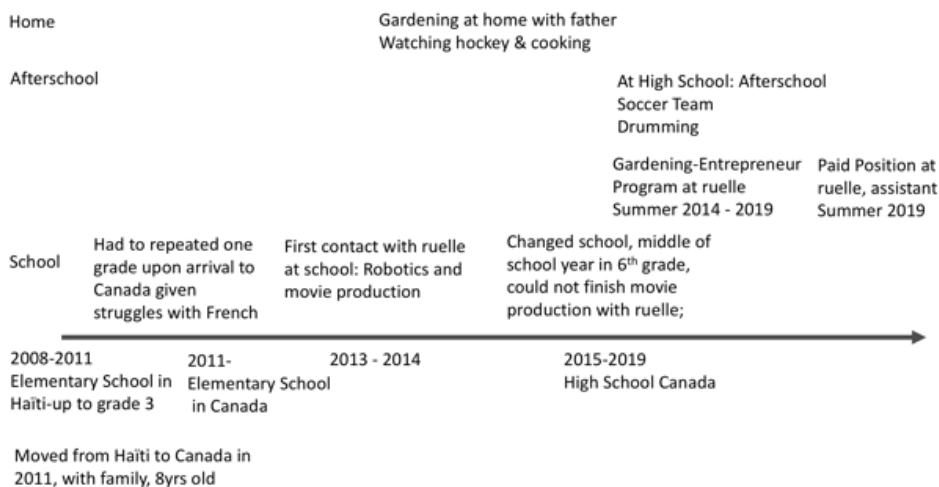 Home
Gardening at home with father
Watching hockey & cooking
Afterschool
At High School: Afterschool
Soccer Team
Drumming
Gardening-Entrepreneur
Program at ruelle
Summer 2014 - 2019
Paid Position at
ruelle, assistant
Summer 2019
School
Had to repeated one
grade upon arrival to
Canada given
struggles with French
First contact with ruelle
at school: Robotics and
movie production
Changed school, middle of
school year in 6th grade,
could not finish movie
production with ruelle;
2008-2011
Elementary School in
Haïti-up to grade 3
2011-
Elementary School
in Canada
2013 - 2014
2015-2019
High School Canada
Moved from Haïti to Canada in
2011, with family, 8yrs old